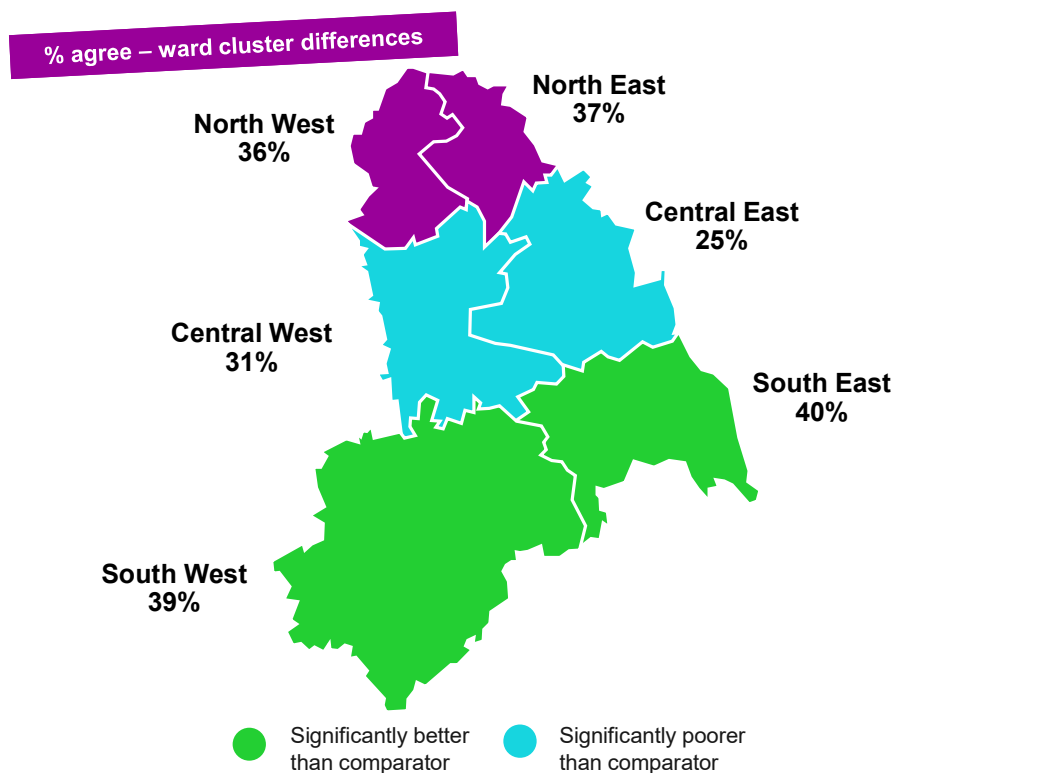 % agree – ward cluster differences
North East
37%
North West
36%
Central East
25%
Central West
31%
South East
40%
South West
39%
Significantly better
than comparator
Significantly poorer
than comparator